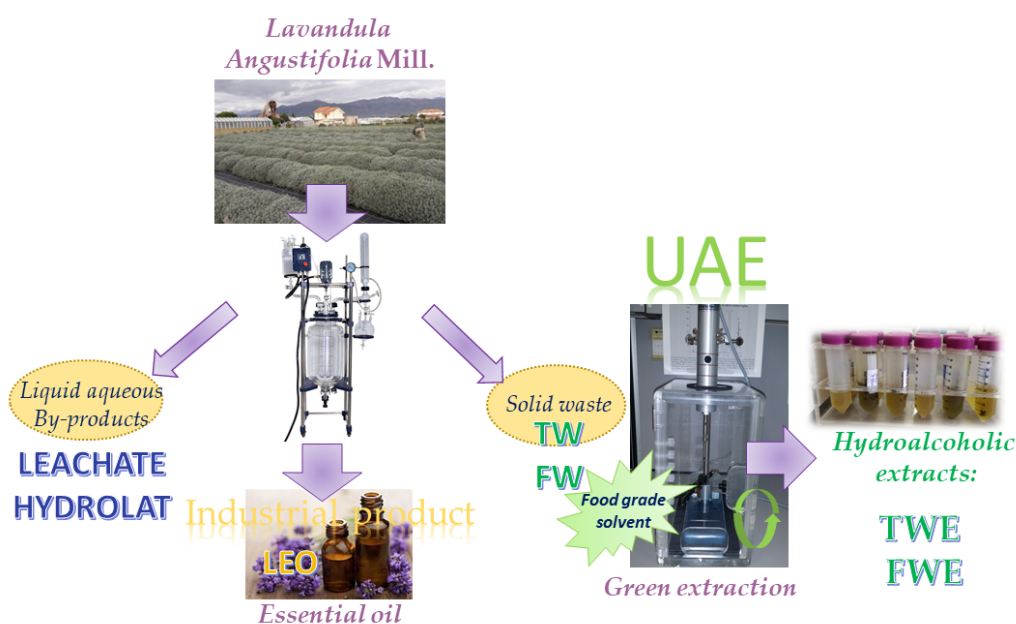 Lavandula
Angustifolia Mill.
UAE
Liquid aqueous
By-products
LEACHATE
HYDROLAT
Solid waste
TW
FW
Food grade
solvent
Industrial product
LEO
Essential oil
Green extraction
Hydroalcoholic
extracts:
TWE
FWE